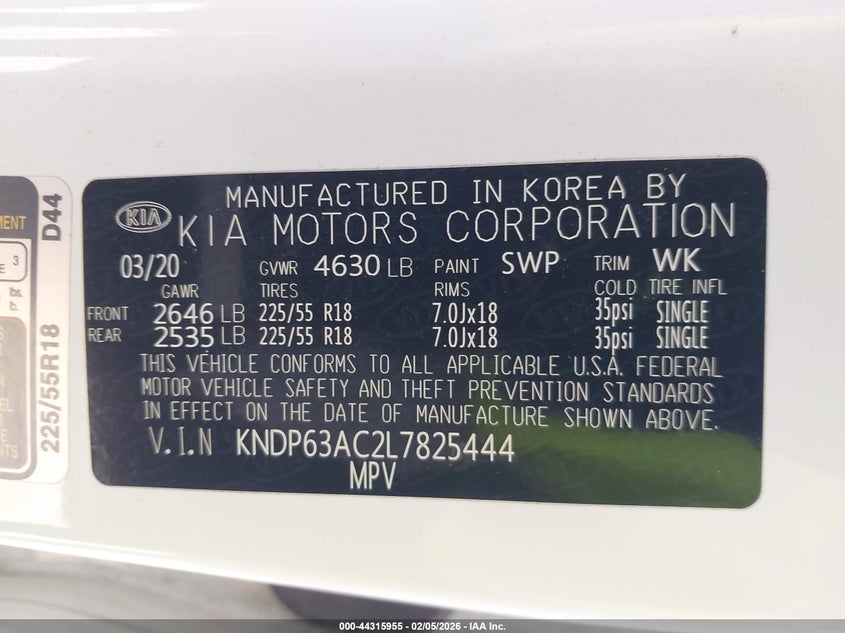 MANUFACTURED IN KOREA BY
KIA KIA MOTORS CORPORATION
03/20 GVWR 4630 LB PAINT SWP TRIM WK
GAWR TIRES RIMS COLD TIRE INFL
FRONT 2646 LB 225/55 R18 7.0Jx18 35psi SINGLE
REAR 2535 LB 225/55 R18 7.0Jx18 35psi SINGLE
THIS VEHICLE CONFORMS TO ALL APPLICABLE U.S.A. FEDERAL
MOTOR VEHICLE SAFETY AND THEFT PREVENTION STANDARDS
IN EFFECT ON THE DATE OF MANUFACTURE SHOWN ABOVE.
V.I.N KNDP63AC2L7825444
MPV
225/55R18 D44
3
lbs.
lb.
000-44315955 - 02/05/2026 - IAA Inc.